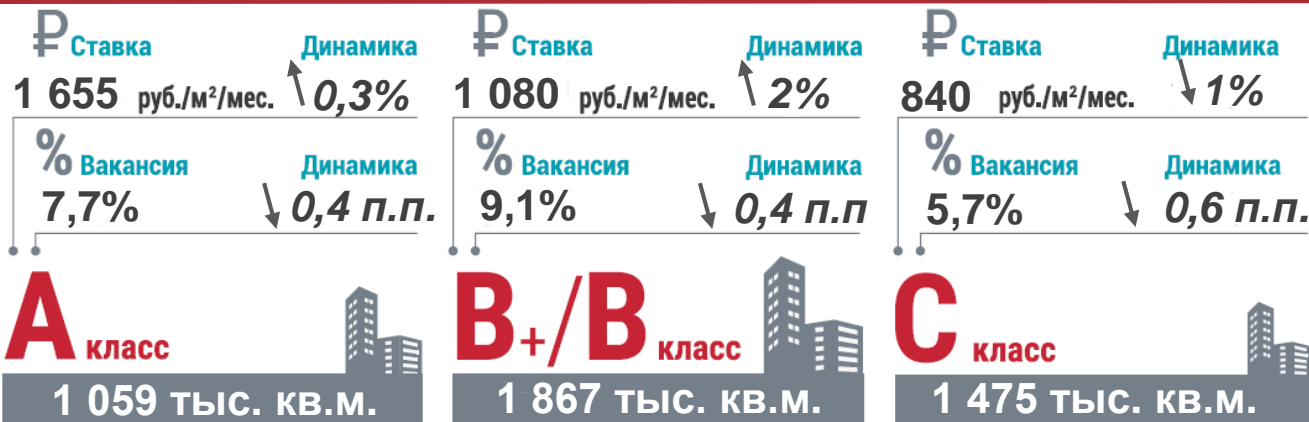 ₽ Ставка Динамика
1 655 руб./м²/мес. 0,3%
% Вакансия Динамика
7,7% 0,4 п.п.
А класс
1 059 тыс. кв.м.
₽ Ставка Динамика
1 080 руб./м²/мес. 2%
% Вакансия Динамика
9,1% 0,4 п.п
B+/B класс
1 867 тыс. кв.м.
₽ Ставка Динамика
840 руб./м²/мес. 1%
% Вакансия Динамика
5,7% 0,6 п.п.
С класс
1 475 тыс. кв.м.